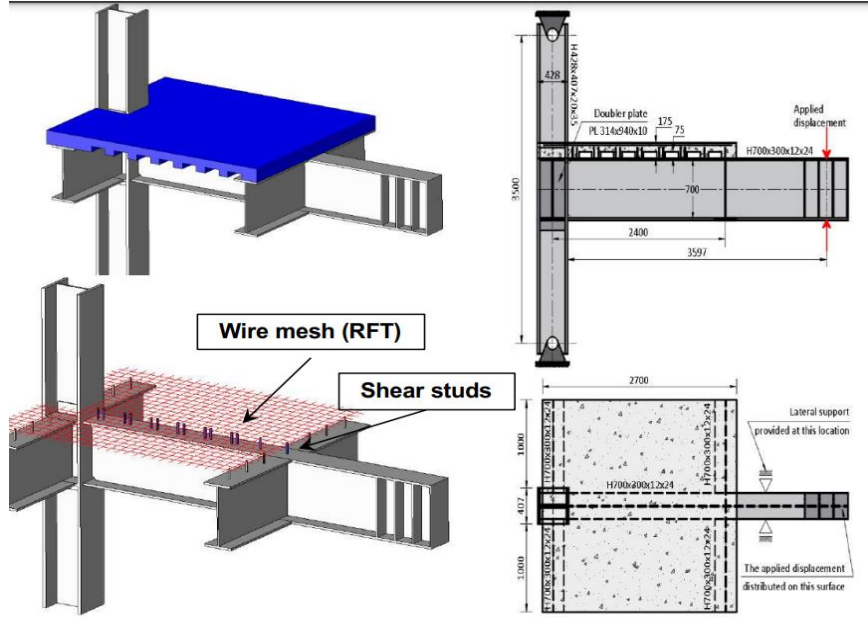 Wire mesh (RFT)
Shear studs
H428x407x20x35
428
Doubler plate
PL 314x940x10
175
75
Applied
displacement
H700x300x12x24
3500
700
2400
3597
2700
1000
407
1000
H700x300x12x24
H700x300x12x24
H700x300x12x24
H700x300x12x24
H700x300x12x24
Lateral support
provided at this location
The applied displacement
distributed on this surface